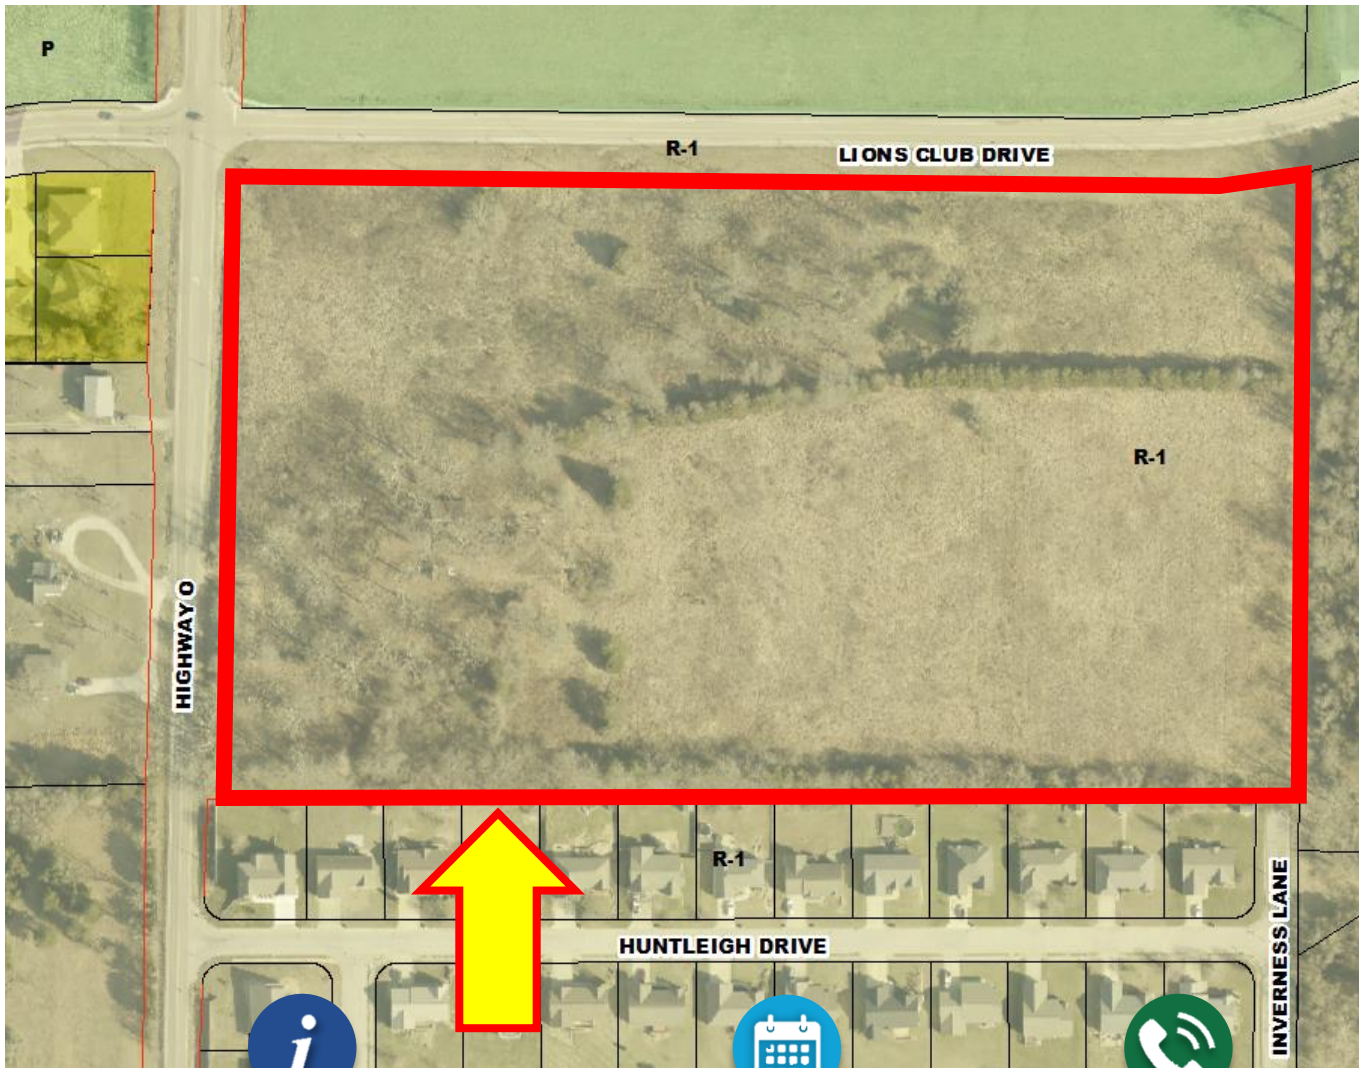 P
R-1
LIONS CLUB DRIVE
R-1
HIGHWAY O
R-1
HUNTLEIGH DRIVE
INVERNESS LANE
i